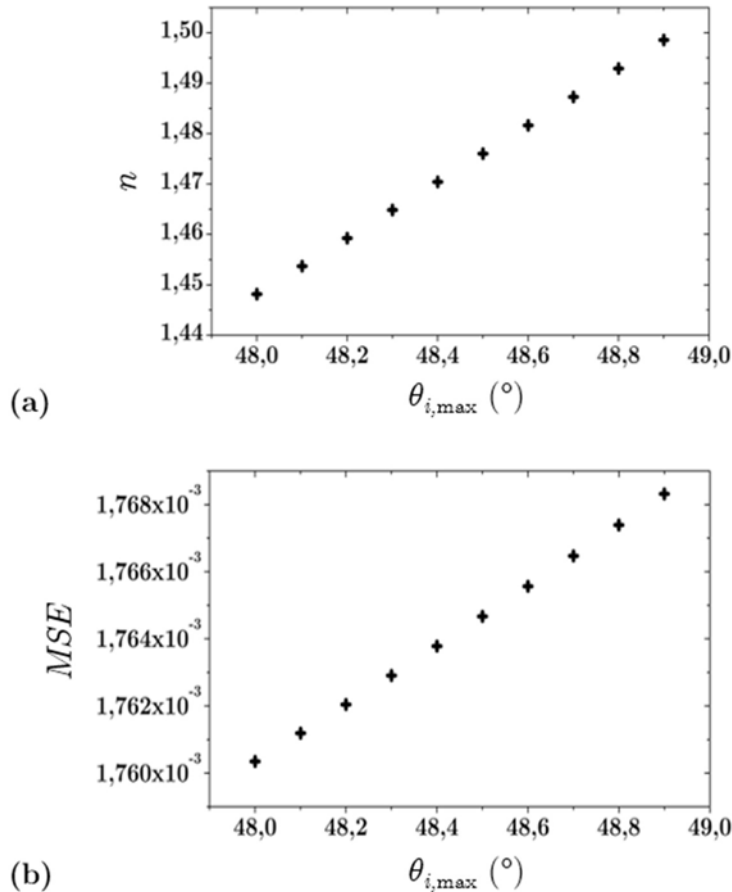 1,50
1,49
1,48
1,47
1,46
1,45
1,44
n
48,0 48,2 48,4 48,6 48,8 49,0
θi,max (°)
(a)
1,768x10-3
1,766x10-3
1,764x10-3
1,762x10-3
1,760x10-3
MSE
48,0 48,2 48,4 48,6 48,8 49,0
θi,max (°)
(b)